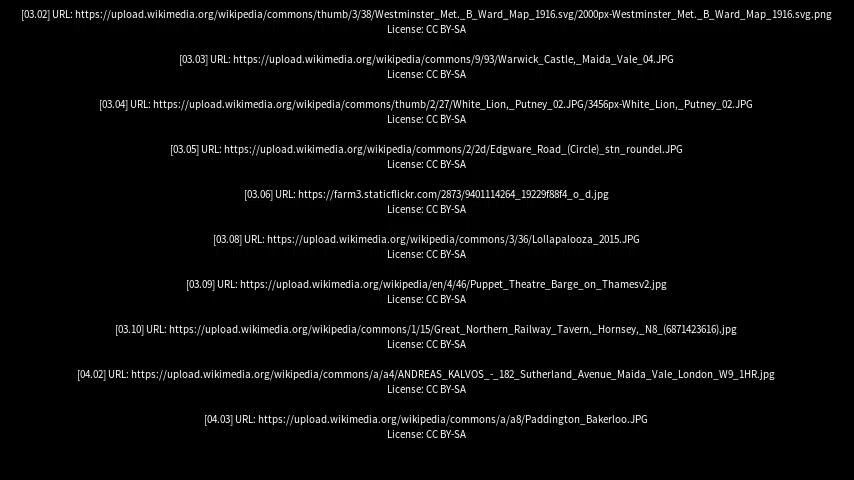 [03.02] URL: https://upload.wikimedia.org/wikipedia/commons/thumb/3/38/Westminster_Met._B_Ward_Map_1916.svg/2000px-Westminster_Met._B_Ward_Map_1916.svg.png
License: CC BY-SA
[03.03] URL: https://upload.wikimedia.org/wikipedia/commons/9/93/Warwick_Castle,_Maida_Vale_04.JPG
License: CC BY-SA
[03.04] URL: https://upload.wikimedia.org/wikipedia/commons/thumb/2/27/White_Lion,_Putney_02.JPG/3456px-White_Lion,_Putney_02.JPG
License: CC BY-SA
[03.05] URL: https://upload.wikimedia.org/wikipedia/commons/2/2d/Edgware_Road_(Circle)_stn_roundel.JPG
License: CC BY-SA
[03.06] URL: https://farm3.staticflickr.com/2873/9401114264_19229f88f4_o_d.jpg
License: CC BY-SA
[03.08] URL: https://upload.wikimedia.org/wikipedia/commons/3/36/Lollapalooza_2015.JPG
License: CC BY-SA
[03.09] URL: https://upload.wikimedia.org/wikipedia/en/4/46/Puppet_Theatre_Barge_on_Thamesv2.jpg
License: CC BY-SA
[03.10] URL: https://upload.wikimedia.org/wikipedia/commons/1/15/Great_Northern_Railway_Tavern,_Hornsey,_N8_(6871423616).jpg
License: CC BY-SA
[04.02] URL: https://upload.wikimedia.org/wikipedia/commons/a/a4/ANDREAS_KALVOS_-_182_Sutherland_Avenue_Maida_Vale_London_W9_1HR.jpg
License: CC BY-SA
[04.03] URL: https://upload.wikimedia.org/wikipedia/commons/a/a8/Paddington_Bakerloo.JPG
License: CC BY-SA